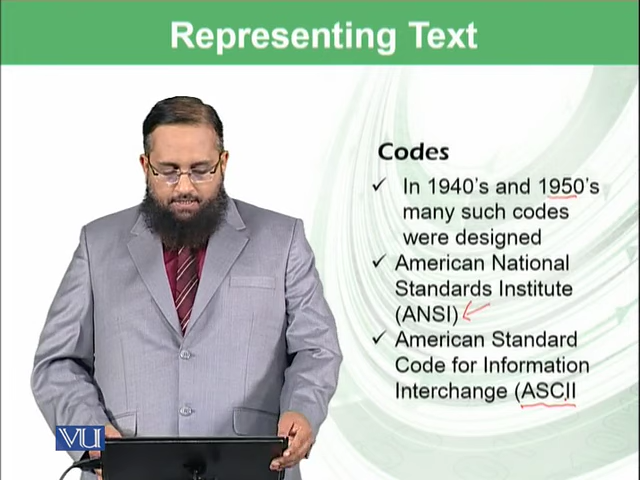 Representing Text
Codes
✓ In 1940's and 1950's
many such codes
were designed
✓ American National
Standards Institute
(ANSI)
✓ American Standard
Code for Information
Interchange (ASCII
VU